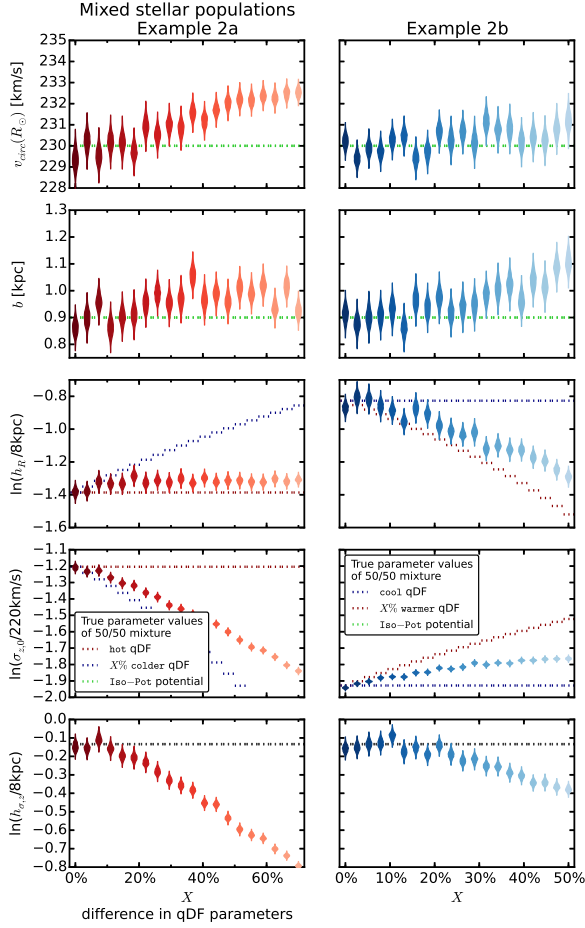 Mixed stellar populations
Example 2a
Example 2b
235
234
233
232
231
230
229
228
v_circ(R_⊙) [km/s]
1.3
1.2
1.1
1.0
0.9
0.8
b [kpc]
−0.8
−1.0
−1.2
−1.4
−1.6
ln(h_R/8kpc)
−1.1
−1.2
−1.3
−1.4
−1.5
−1.6
−1.7
−1.8
−1.9
−2.0
ln(σ_z,0/220km/s)
True parameter values
of 50/50 mixture
hot qDF
X% colder qDF
Iso−Pot potential
True parameter values
of 50/50 mixture
cool qDF
X% warmer qDF
Iso−Pot potential
0.0
−0.1
−0.2
−0.3
−0.4
−0.5
−0.6
−0.7
−0.8
ln(h_σ,z/8kpc)
0% 20% 40% 60%
0% 10% 20% 30% 40% 50%
X
X
difference in qDF parameters